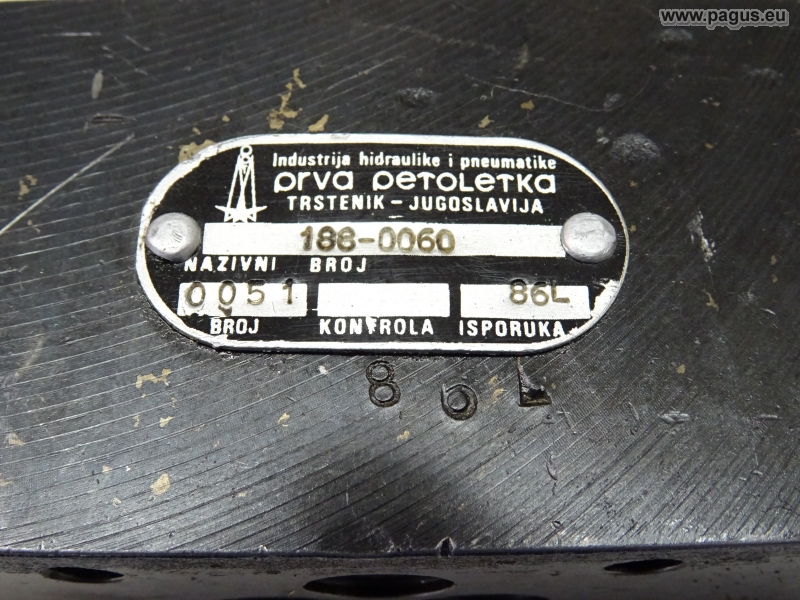 www.pagus.eu
Industrija hidraulike i pneumatike
prva petoletka
TRSTENIK - JUGOSLAVIJA
188-0060
NAZIVNI BROJ
0051 86L
BROJ KONTROLA ISPORUKA
86L